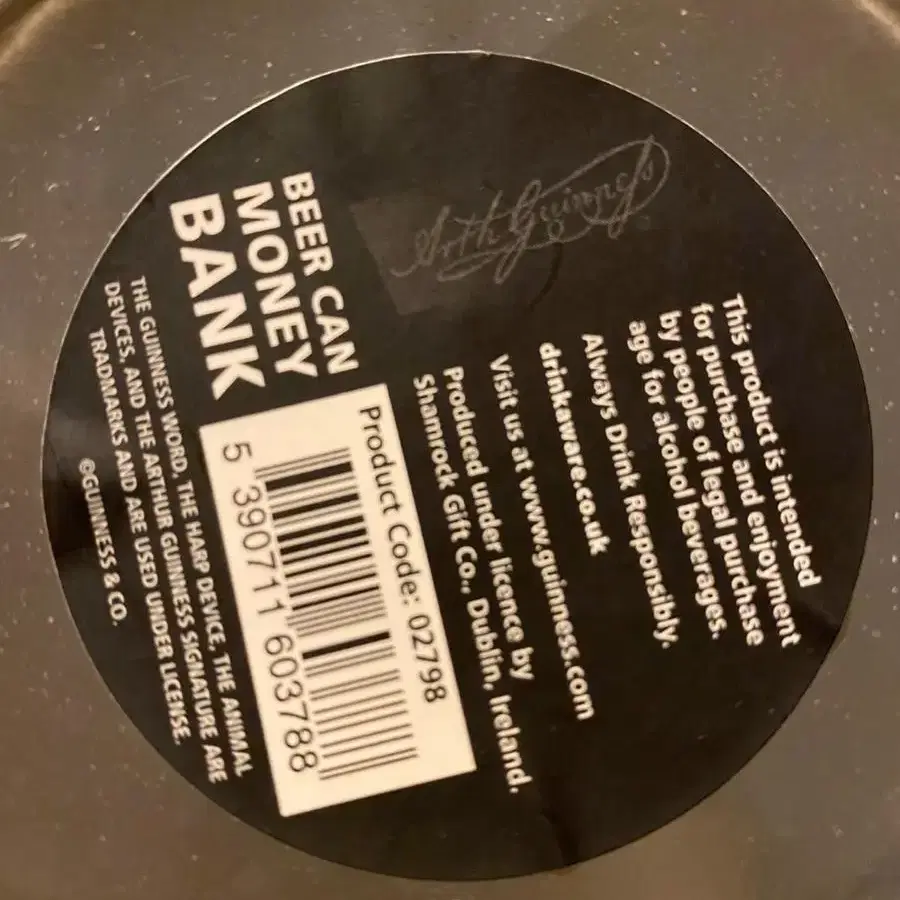 Arth Guinness
This product is intended
for purchase and enjoyment
by people of legal purchase
age for alcohol beverages.
Always Drink Responsibly.
drinkaware.co.uk
Visit us at www.guinness.com
Produced under licence by
Shamrock Gift Co., Dublin, Ireland.
BEER CAN
MONEY
BANK
Product Code: 02798
5 390711 603788
THE GUINNESS WORD, THE HARP DEVICE, THE ANIMAL
DEVICES, AND THE ARTHUR GUINNESS SIGNATURE ARE
TRADMARKS AND ARE USED UNDER LICENSE.
©GUINNESS & CO.